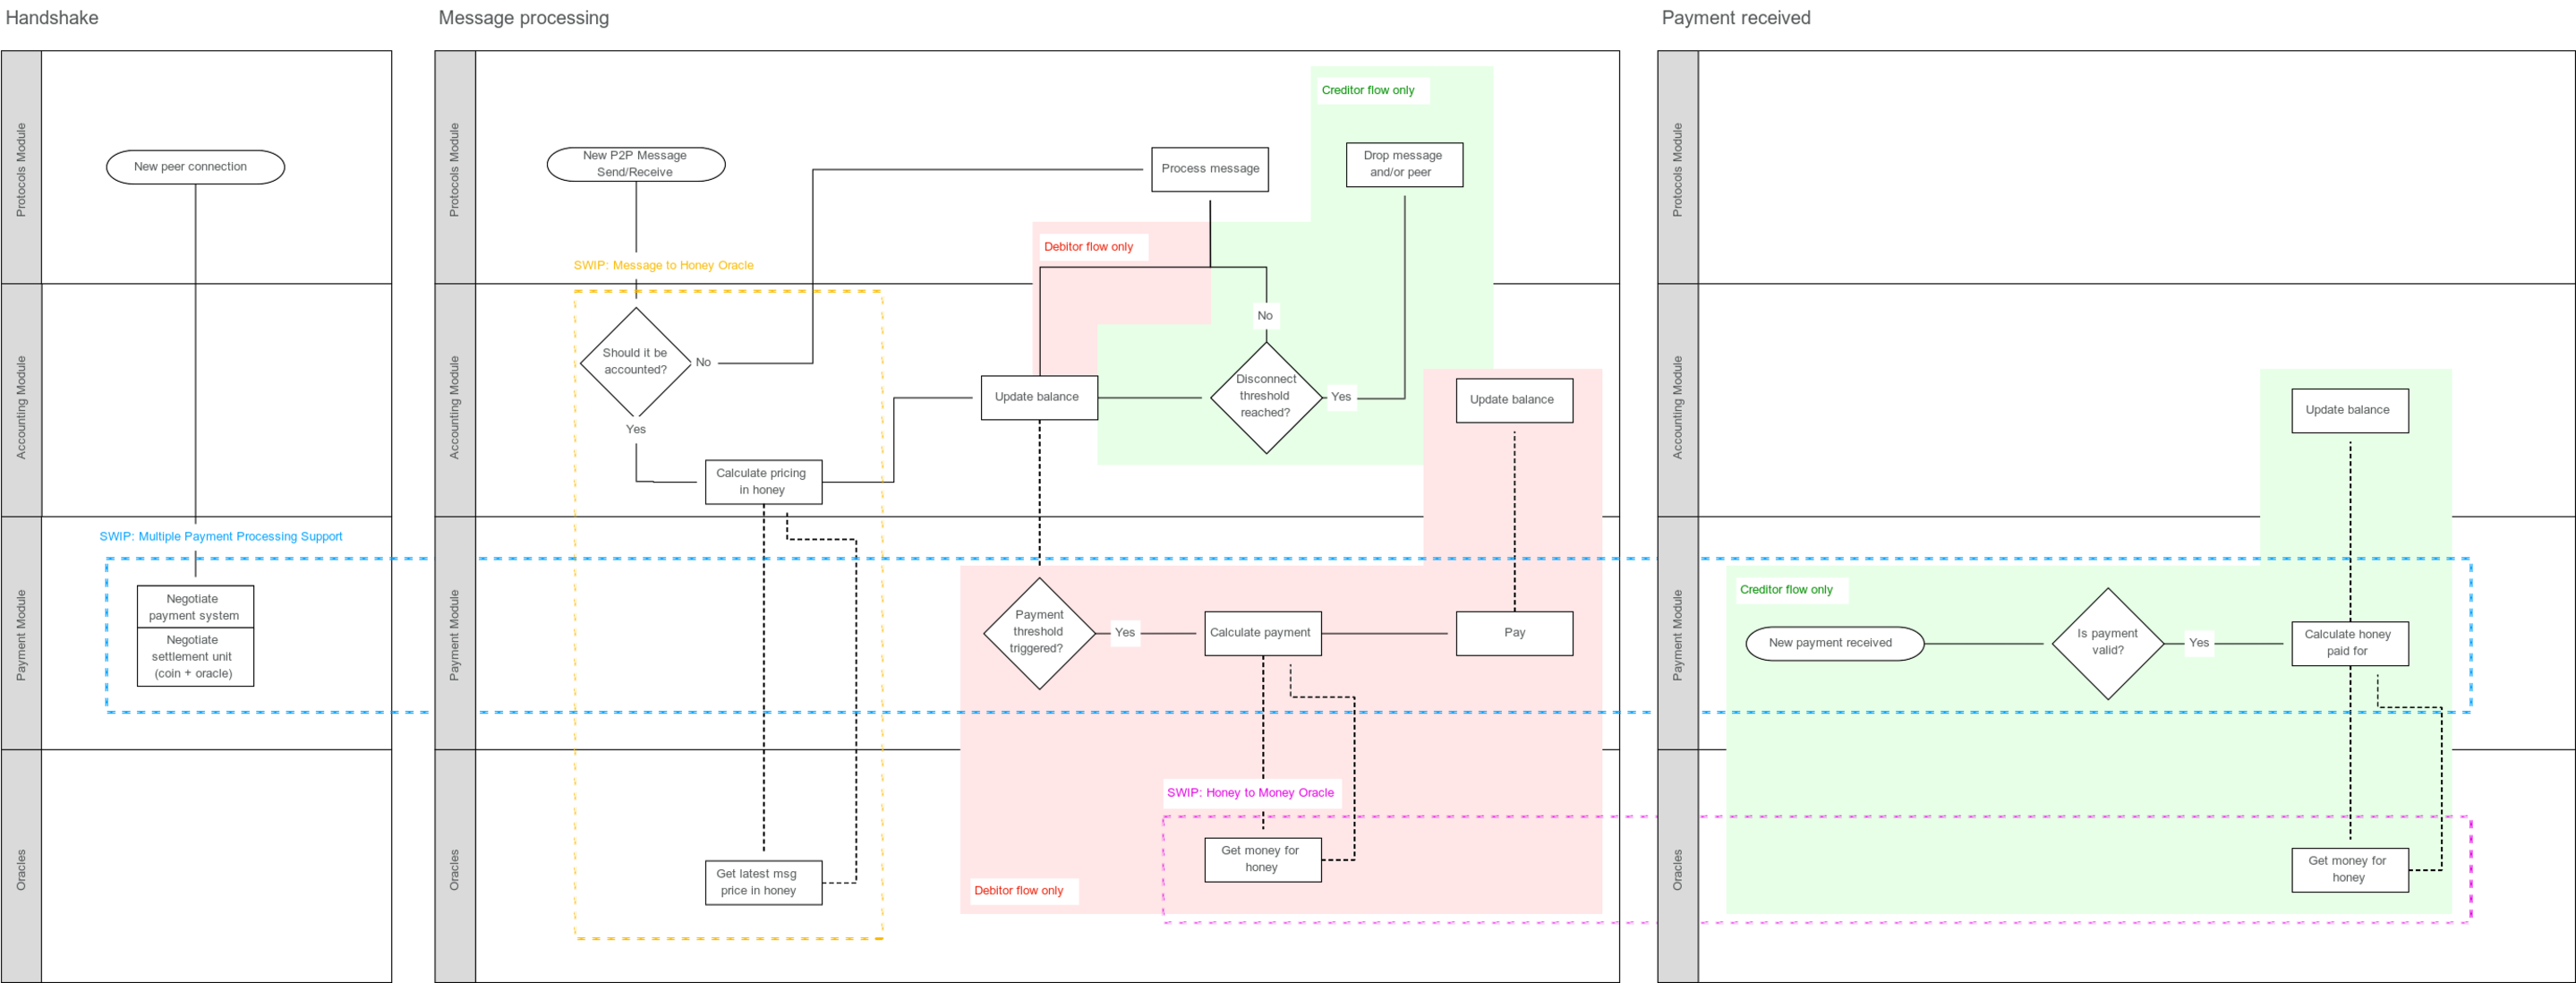 Handshake
Protocols Module
New peer connection
Accounting Module
Payment Module
SWIP: Multiple Payment Processing Support
Negotiate
payment system
Negotiate
settlement unit
(coin + oracle)
Oracles
Message processing
Protocols Module
New P2P Message
Send/Receive
Process message
Creditor flow only
Drop message
and/or peer
Debitor flow only
SWIP: Message to Honey Oracle
Accounting Module
Should it be
accounted?
No
Yes
Calculate pricing
in honey
Update balance
No
Disconnect
threshold
reached?
Yes
Update balance
Payment Module
Payment
threshold
triggered?
Yes
Calculate payment
Pay
Oracles
SWIP: Honey to Money Oracle
Get latest msg
price in honey
Get money for
honey
Debitor flow only
Payment received
Protocols Module
Accounting Module
Update balance
Payment Module
Creditor flow only
New payment received
Is payment
valid?
Yes
Calculate honey
paid for
Oracles
Get money for
honey